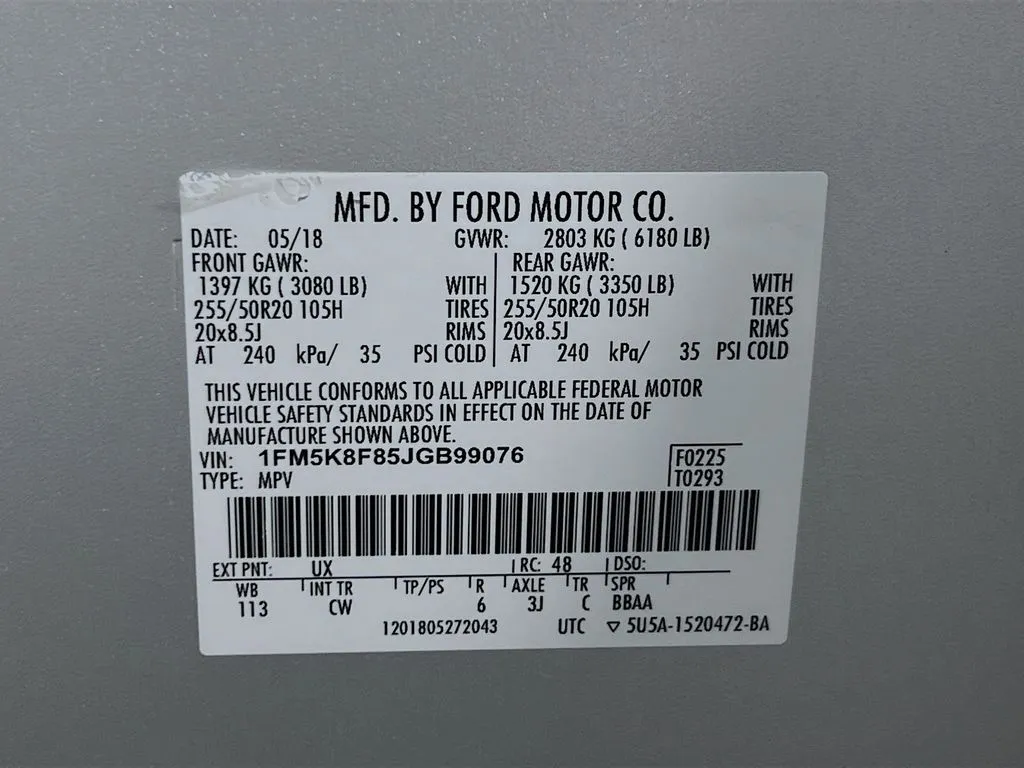 MFD. BY FORD MOTOR CO.
DATE: 05/18 GVWR: 2803 KG ( 6180 LB)
FRONT GAWR: REAR GAWR:
1397 KG ( 3080 LB) WITH 1520 KG ( 3350 LB) WITH
255/50R20 105H TIRES 255/50R20 105H TIRES
20x8.5J RIMS 20x8.5J RIMS
AT 240 kPa/ 35 PSI COLD AT 240 kPa/ 35 PSI COLD
THIS VEHICLE CONFORMS TO ALL APPLICABLE FEDERAL MOTOR
VEHICLE SAFETY STANDARDS IN EFFECT ON THE DATE OF
MANUFACTURE SHOWN ABOVE.
VIN: 1FM5K8F85JGB99076 F0225
TYPE: MPV T0293
EXT PNT: UX RC: 48 DSO:
WB INT TR TP/PS R AXLE TR SPR
113 CW 6 3J C BBAA
1201805272043 UTC ▽ 5U5A-1520472-BA